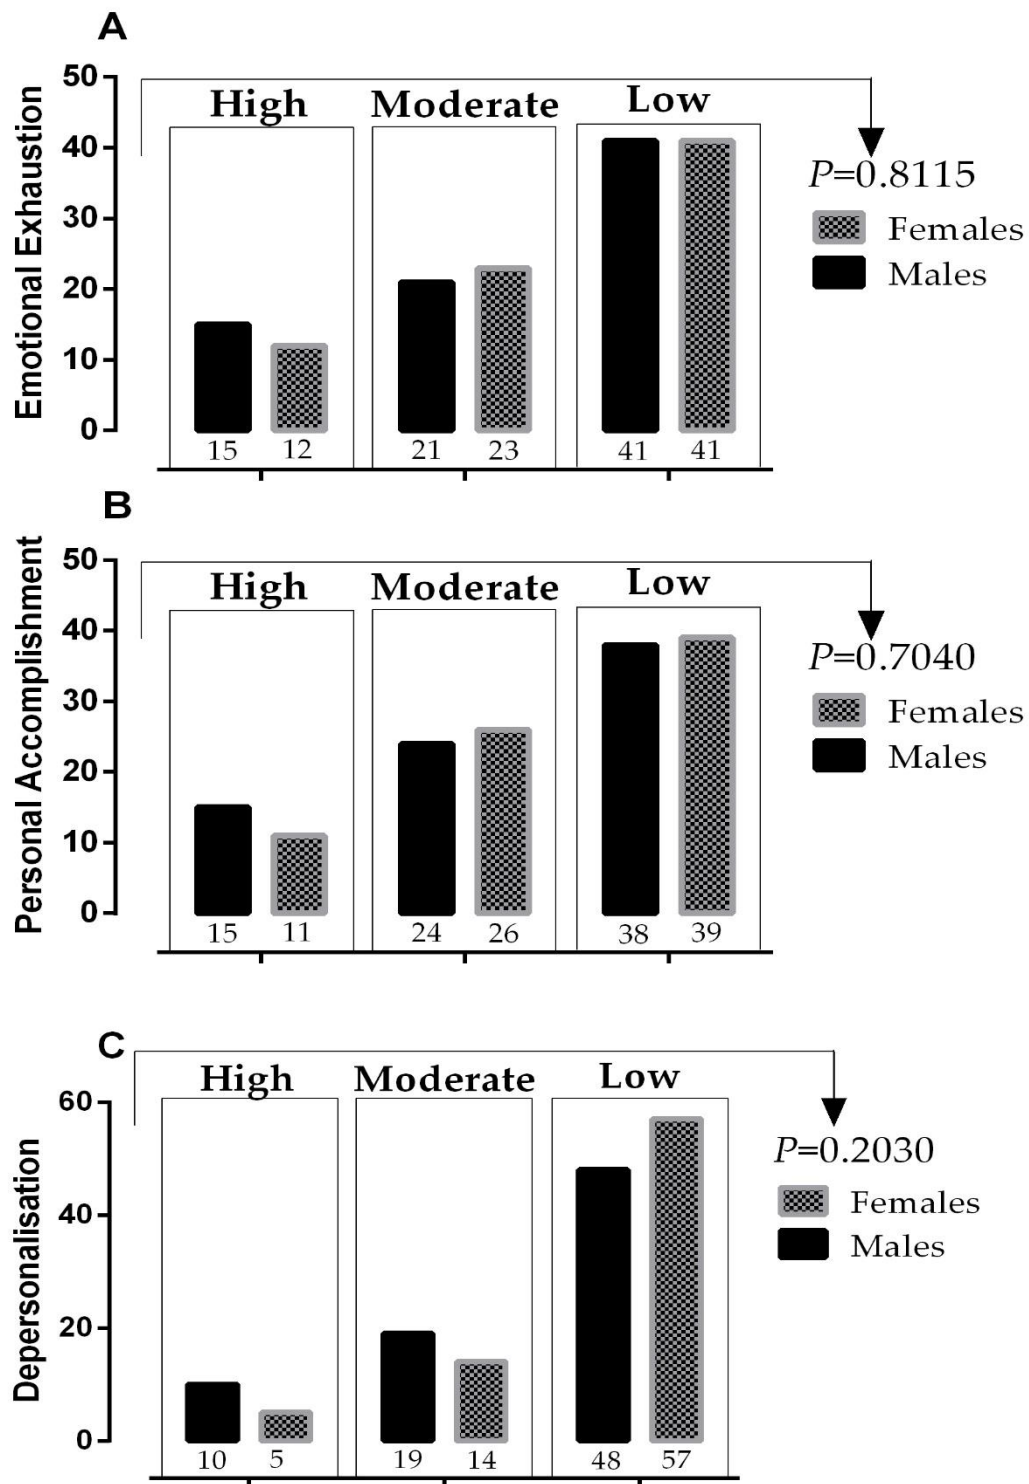 A
Emotional Exhaustion
50
40
30
20
10
0
High
Moderate
Low
15 12
21 23
41 41
P=0.8115
Females
Males
B
Personal Accomplishment
50
40
30
20
10
0
High
Moderate
Low
15 11
24 26
38 39
P=0.7040
Females
Males
C
Depersonalisation
60
40
20
0
High
Moderate
Low
10 5
19 14
48 57
P=0.2030
Females
Males